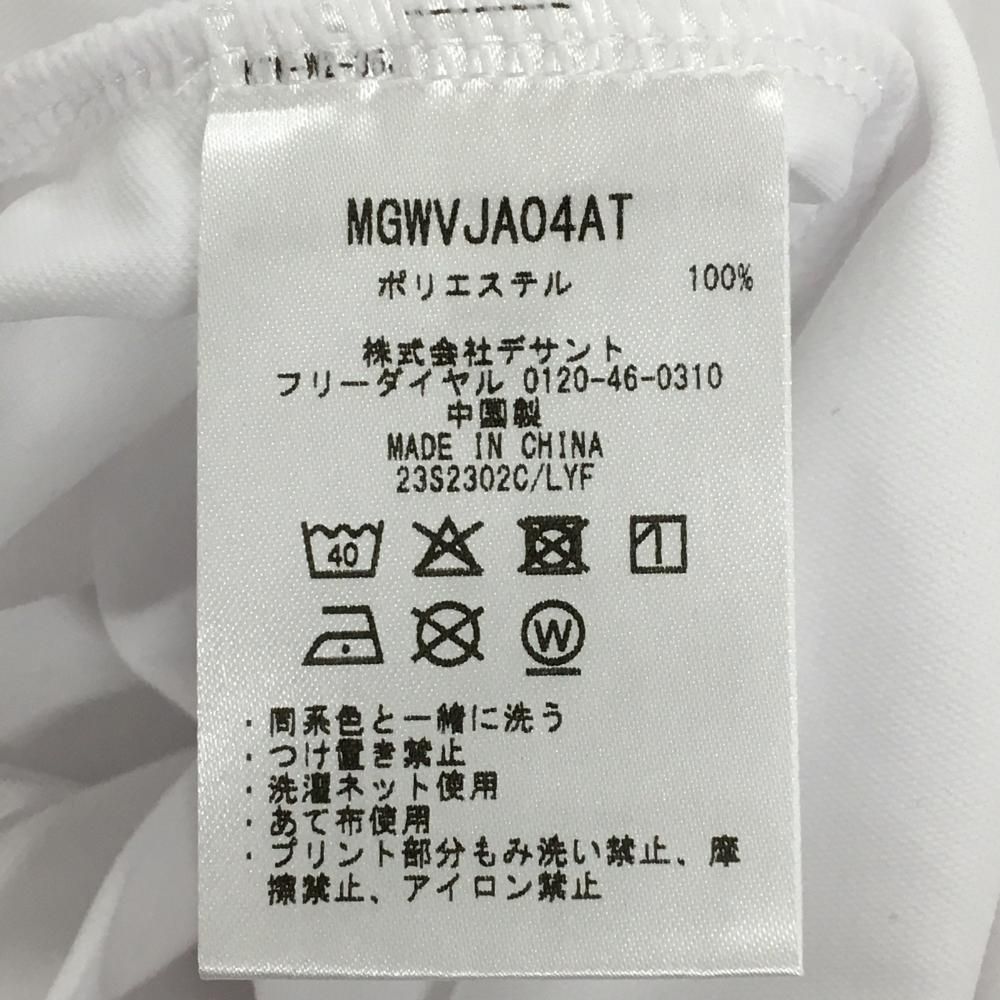 MGWVJA04AT
ポリエステル 100%
株式会社デサント
フリーダイヤル 0120-46-0310
中国製
MADE IN CHINA
23S2302C/LYF
40
W
・同系色と一緒に洗う
・つけ置き禁止
・洗濯ネット使用
・あて布使用
・プリント部分もみ洗い禁止、摩
擦禁止、アイロン禁止